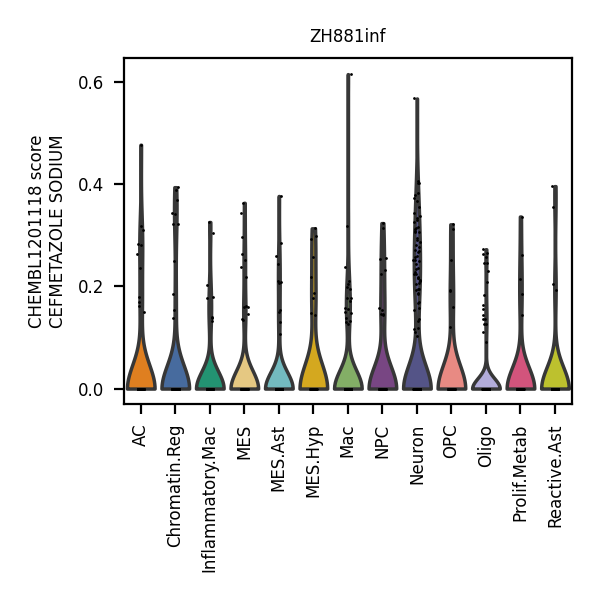 ZH881inf
CHEMBL1201118 score
CEFMETAZOLE SODIUM
0.6
0.4
0.2
0.0
AC
Chromatin.Reg
Inflammatory.Mac
MES
MES.Ast
MES.Hyp
Mac
NPC
Neuron
OPC
Oligo
Prolif.Metab
Reactive.Ast